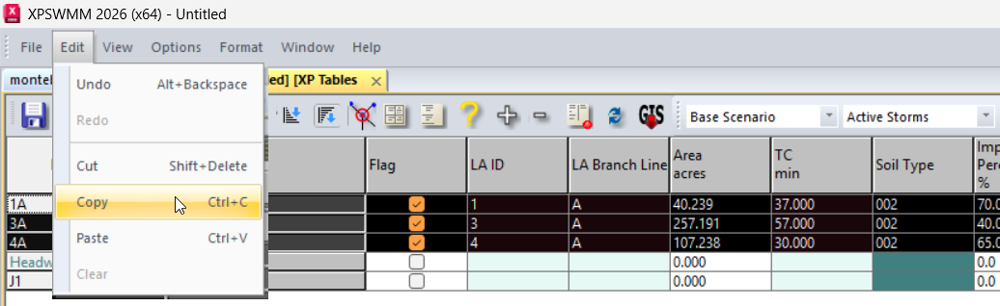 XPSWMM 2026 (x64) - Untitled
File Edit View Options Format Window Help
ed] [XP Tables
Undo Alt+Backspace
Redo
Cut Shift+Delete
Copy Ctrl+C
Paste Ctrl+V
Clear
GIS Base Scenario Active Storms
Flag LA ID LA Branch Line Area acres TC min Soil Type Imp Perc %
1A 1 A 40.239 37.000 002 70.0
3A 3 A 257.191 57.000 002 40.0
4A 4 A 107.238 30.000 002 65.0
Headw 0.000 0.0
J1 0.000 0.0